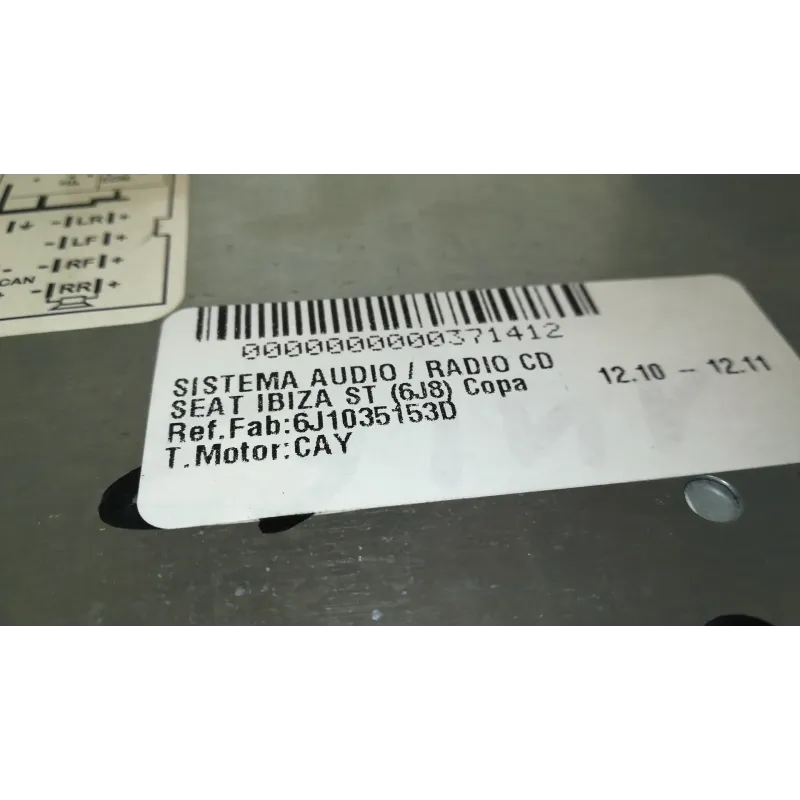 -LR+
-LF+
-RF+
CAN -RR+
0000000000371412
SISTEMA AUDIO / RADIO CD
SEAT IBIZA ST (6J8) Copa 12.10 - 12.11
Ref.Fab:6J1035153D
T.Motor:CAY